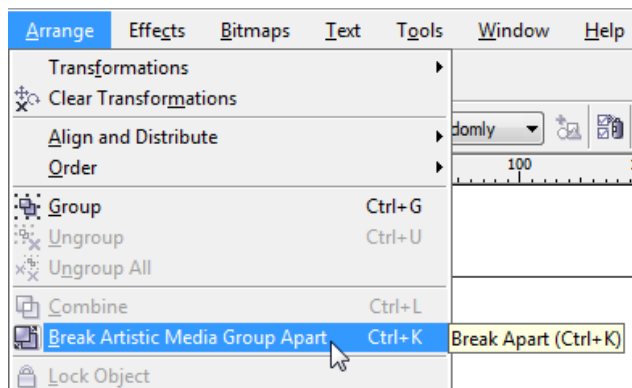 Arrange Effects Bitmaps Text Tools Window Help
Transformations
Clear Transformations
Align and Distribute
domly
Order
100
Group Ctrl+G
Ungroup Ctrl+U
Ungroup All
Combine Ctrl+L
Break Artistic Media Group Apart Ctrl+K Break Apart (Ctrl+K)
Lock Object